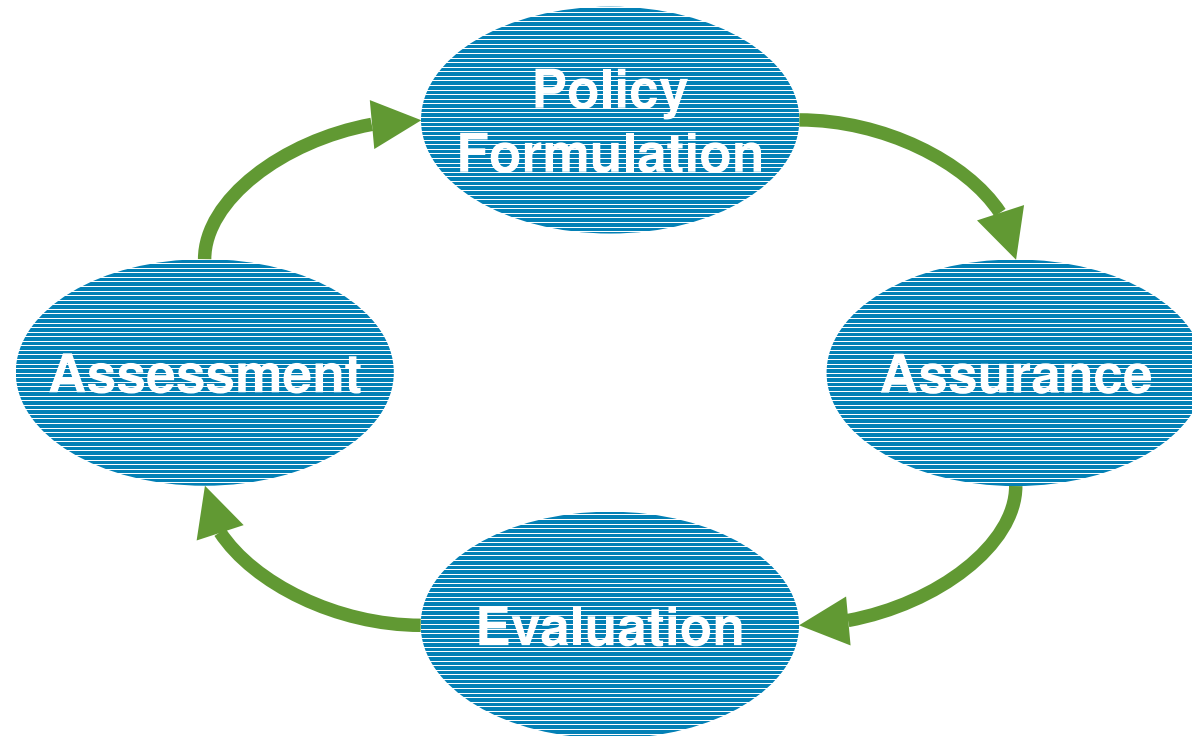 Policy
Formulation
Assessment
Assurance
Evaluation